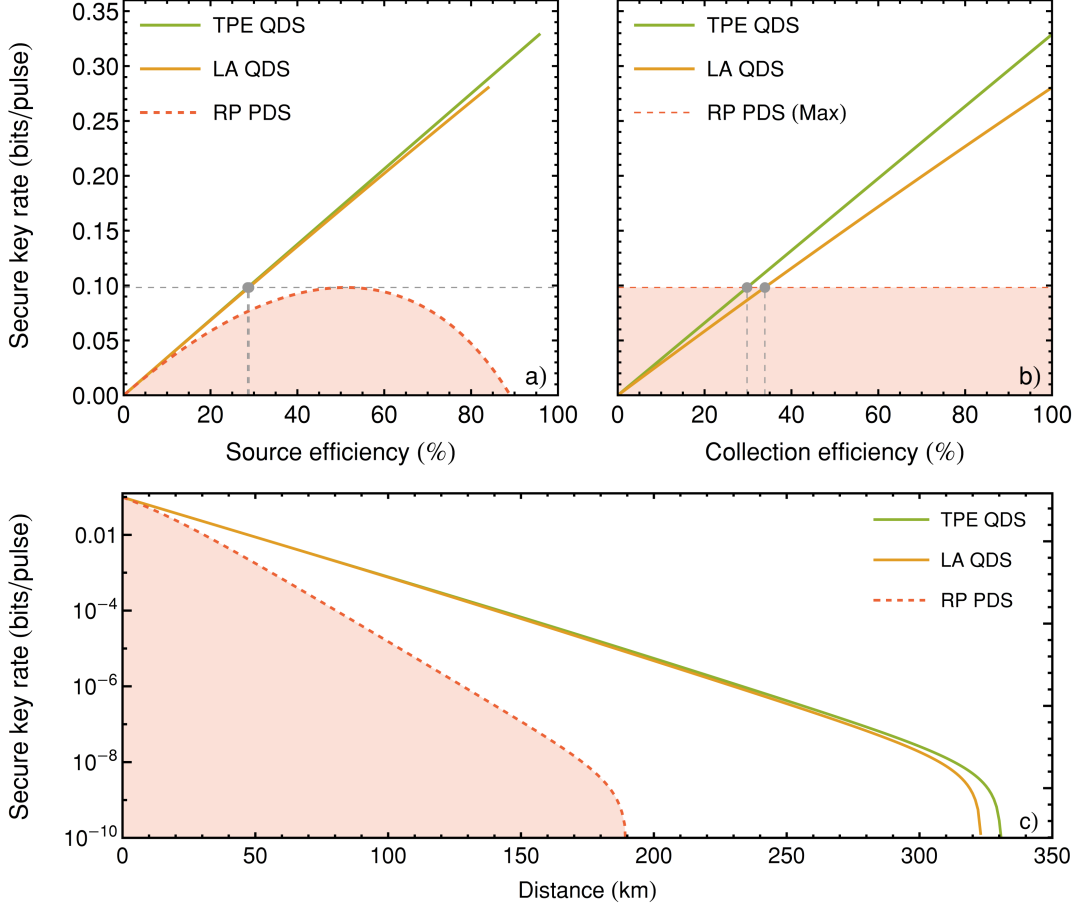 TPE QDS
LA QDS
RP PDS
0.35
0.30
0.25
0.20
0.15
0.10
0.05
0.00
Secure key rate (bits/pulse)
a)
0 20 40 60 80 100
Source efficiency (%)
TPE QDS
LA QDS
RP PDS (Max)
b)
0 20 40 60 80 100
Collection efficiency (%)
TPE QDS
LA QDS
RP PDS
0.01
10⁻⁴
10⁻⁶
10⁻⁸
10⁻¹⁰
Secure key rate (bits/pulse)
c)
0 50 100 150 200 250 300 350
Distance (km)